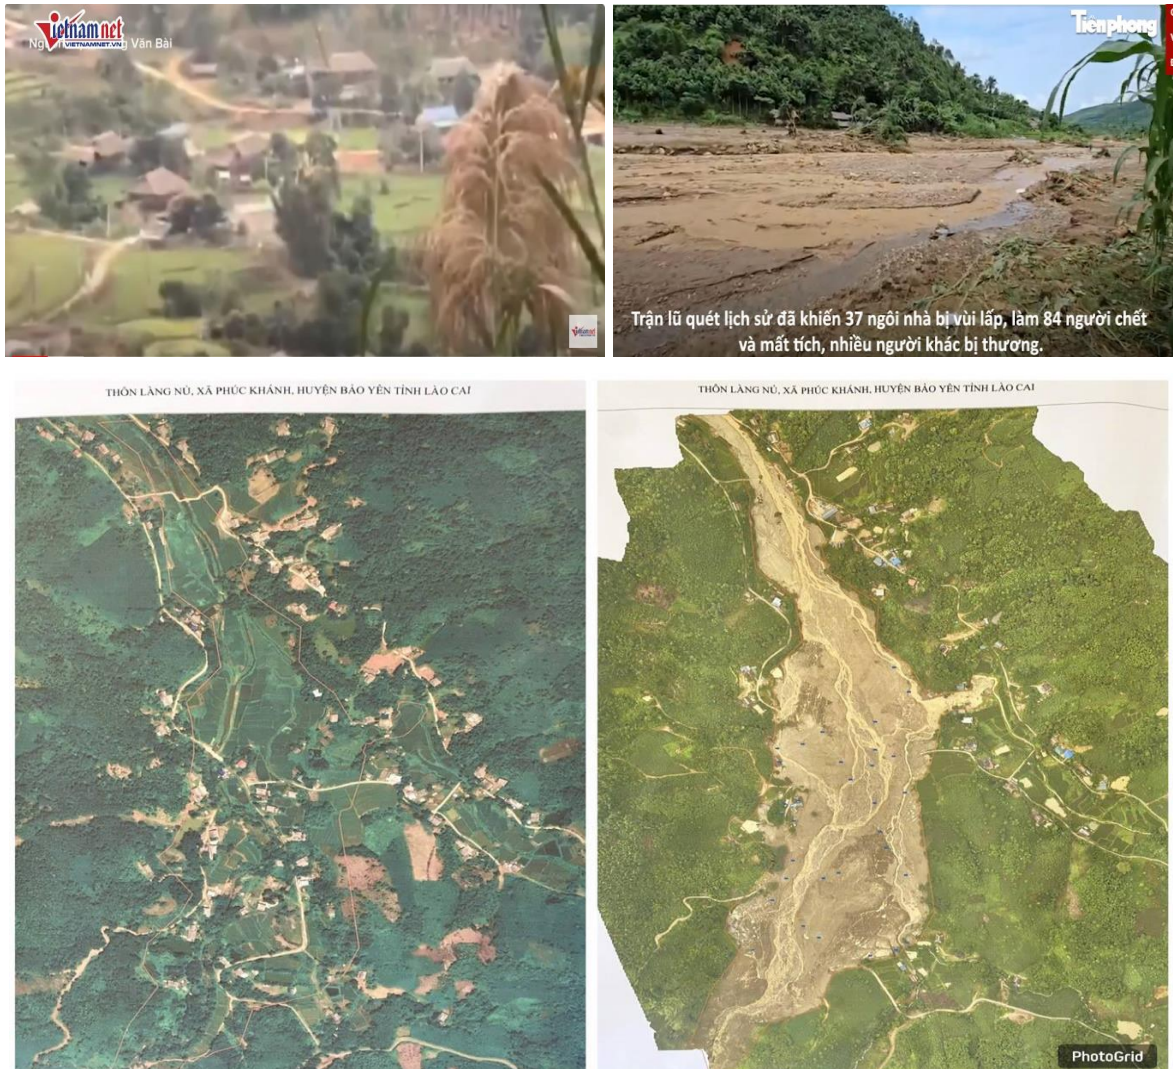 vietnamnet
VIETNAMNET.VN
Văn Bài
Tiền phong
Trận lũ quét lịch sử đã khiến 37 ngôi nhà bị vùi lấp, làm 84 người chết
và mất tích, nhiều người khác bị thương.
THÔN LÀNG NỦ, XÃ PHÚC KHÁNH, HUYỆN BẢO YÊN TỈNH LÀO CAI
THÔN LÀNG NỦ, XÃ PHÚC KHÁNH, HUYỆN BẢO YÊN TỈNH LÀO CAI
PhotoGrid